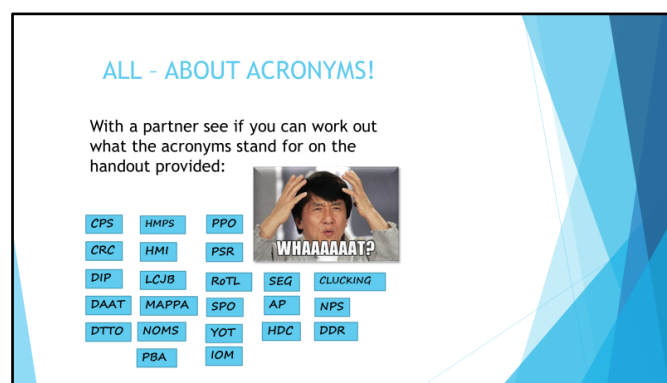 ALL – ABOUT ACRONYMS!
With a partner see if you can work out
what the acronyms stand for on the
handout provided:
WHAAAAAAT?
CPS HMPS PPO
CRC HMI PSR
DIP LCJB RoTL SEG CLUCKING
DAAT MAPPA SPO AP NPS
DTTO NOMS YOT HDC DDR
PBA IOM